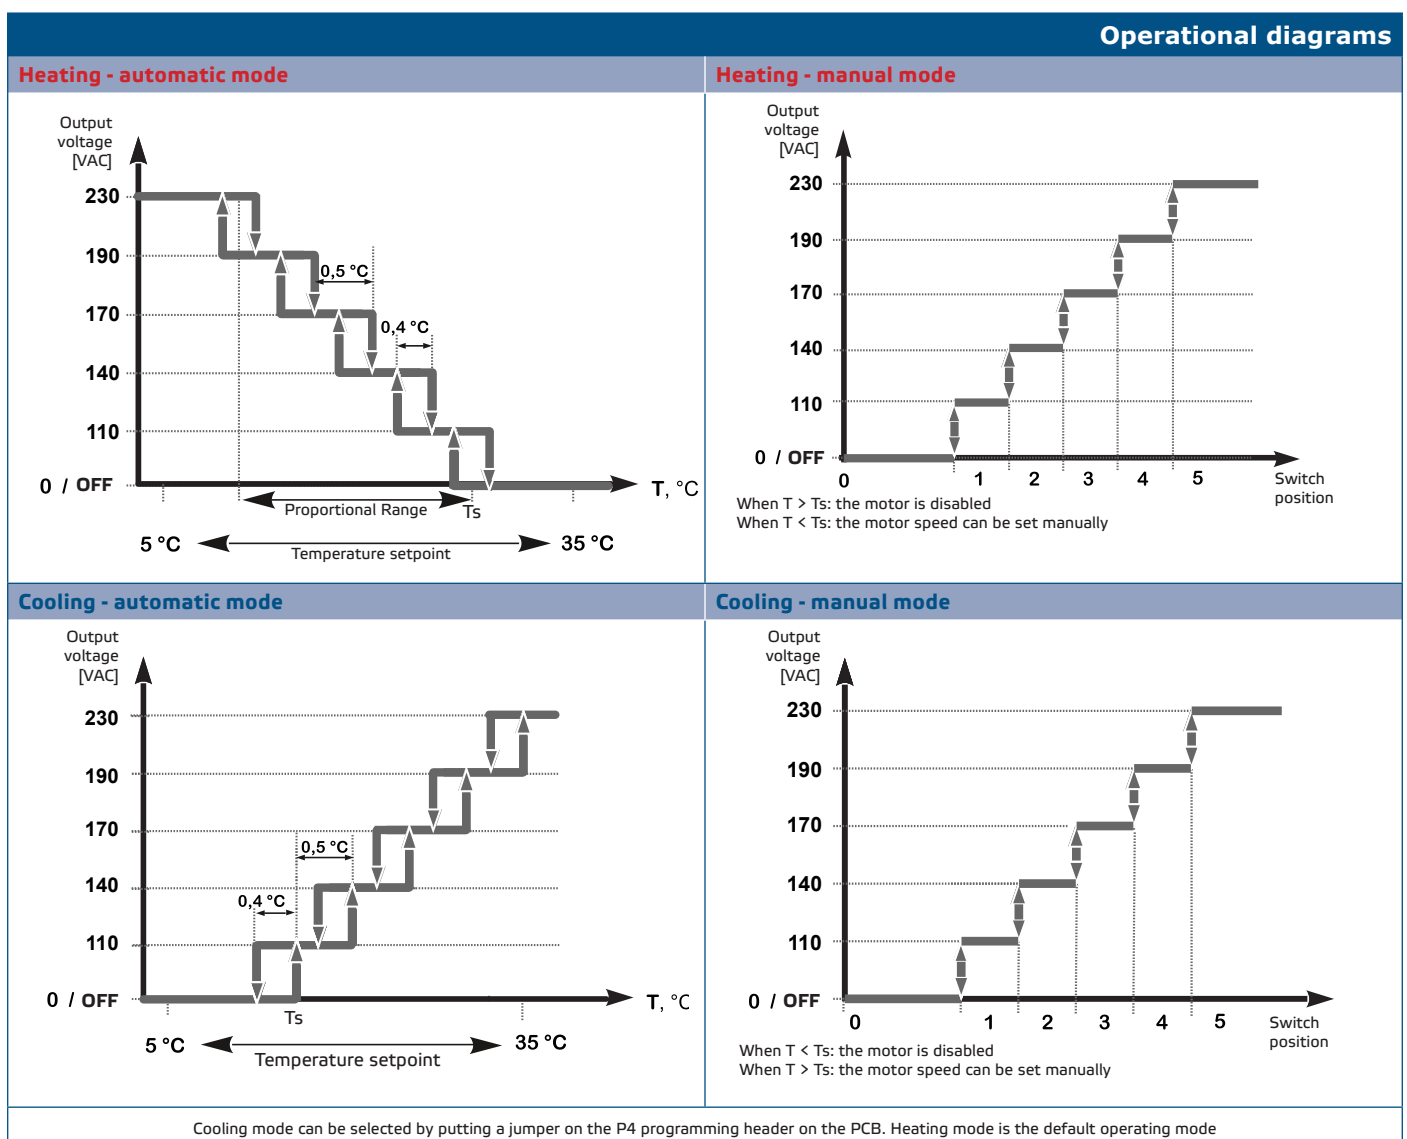 Operational diagrams
Heating - automatic mode
Output
voltage
[VAC]
230
190
170
140
110
0 / OFF
0,5 °C
0,4 °C
T, °C
Proportional Range
Ts
5 °C
Temperature setpoint
35 °C
Heating - manual mode
Output
voltage
[VAC]
230
190
170
140
110
0 / OFF
0 1 2 3 4 5
Switch
position
When T > Ts: the motor is disabled
When T < Ts: the motor speed can be set manually
Cooling - automatic mode
Output
voltage
[VAC]
230
190
170
140
110
0 / OFF
0,5 °C
0,4 °C
T, °C
Ts
5 °C
Temperature setpoint
35 °C
Cooling - manual mode
Output
voltage
[VAC]
230
190
170
140
110
0 / OFF
0 1 2 3 4 5
Switch
position
When T < Ts: the motor is disabled
When T > Ts: the motor speed can be set manually
Cooling mode can be selected by putting a jumper on the P4 programming header on the PCB. Heating mode is the default operating mode